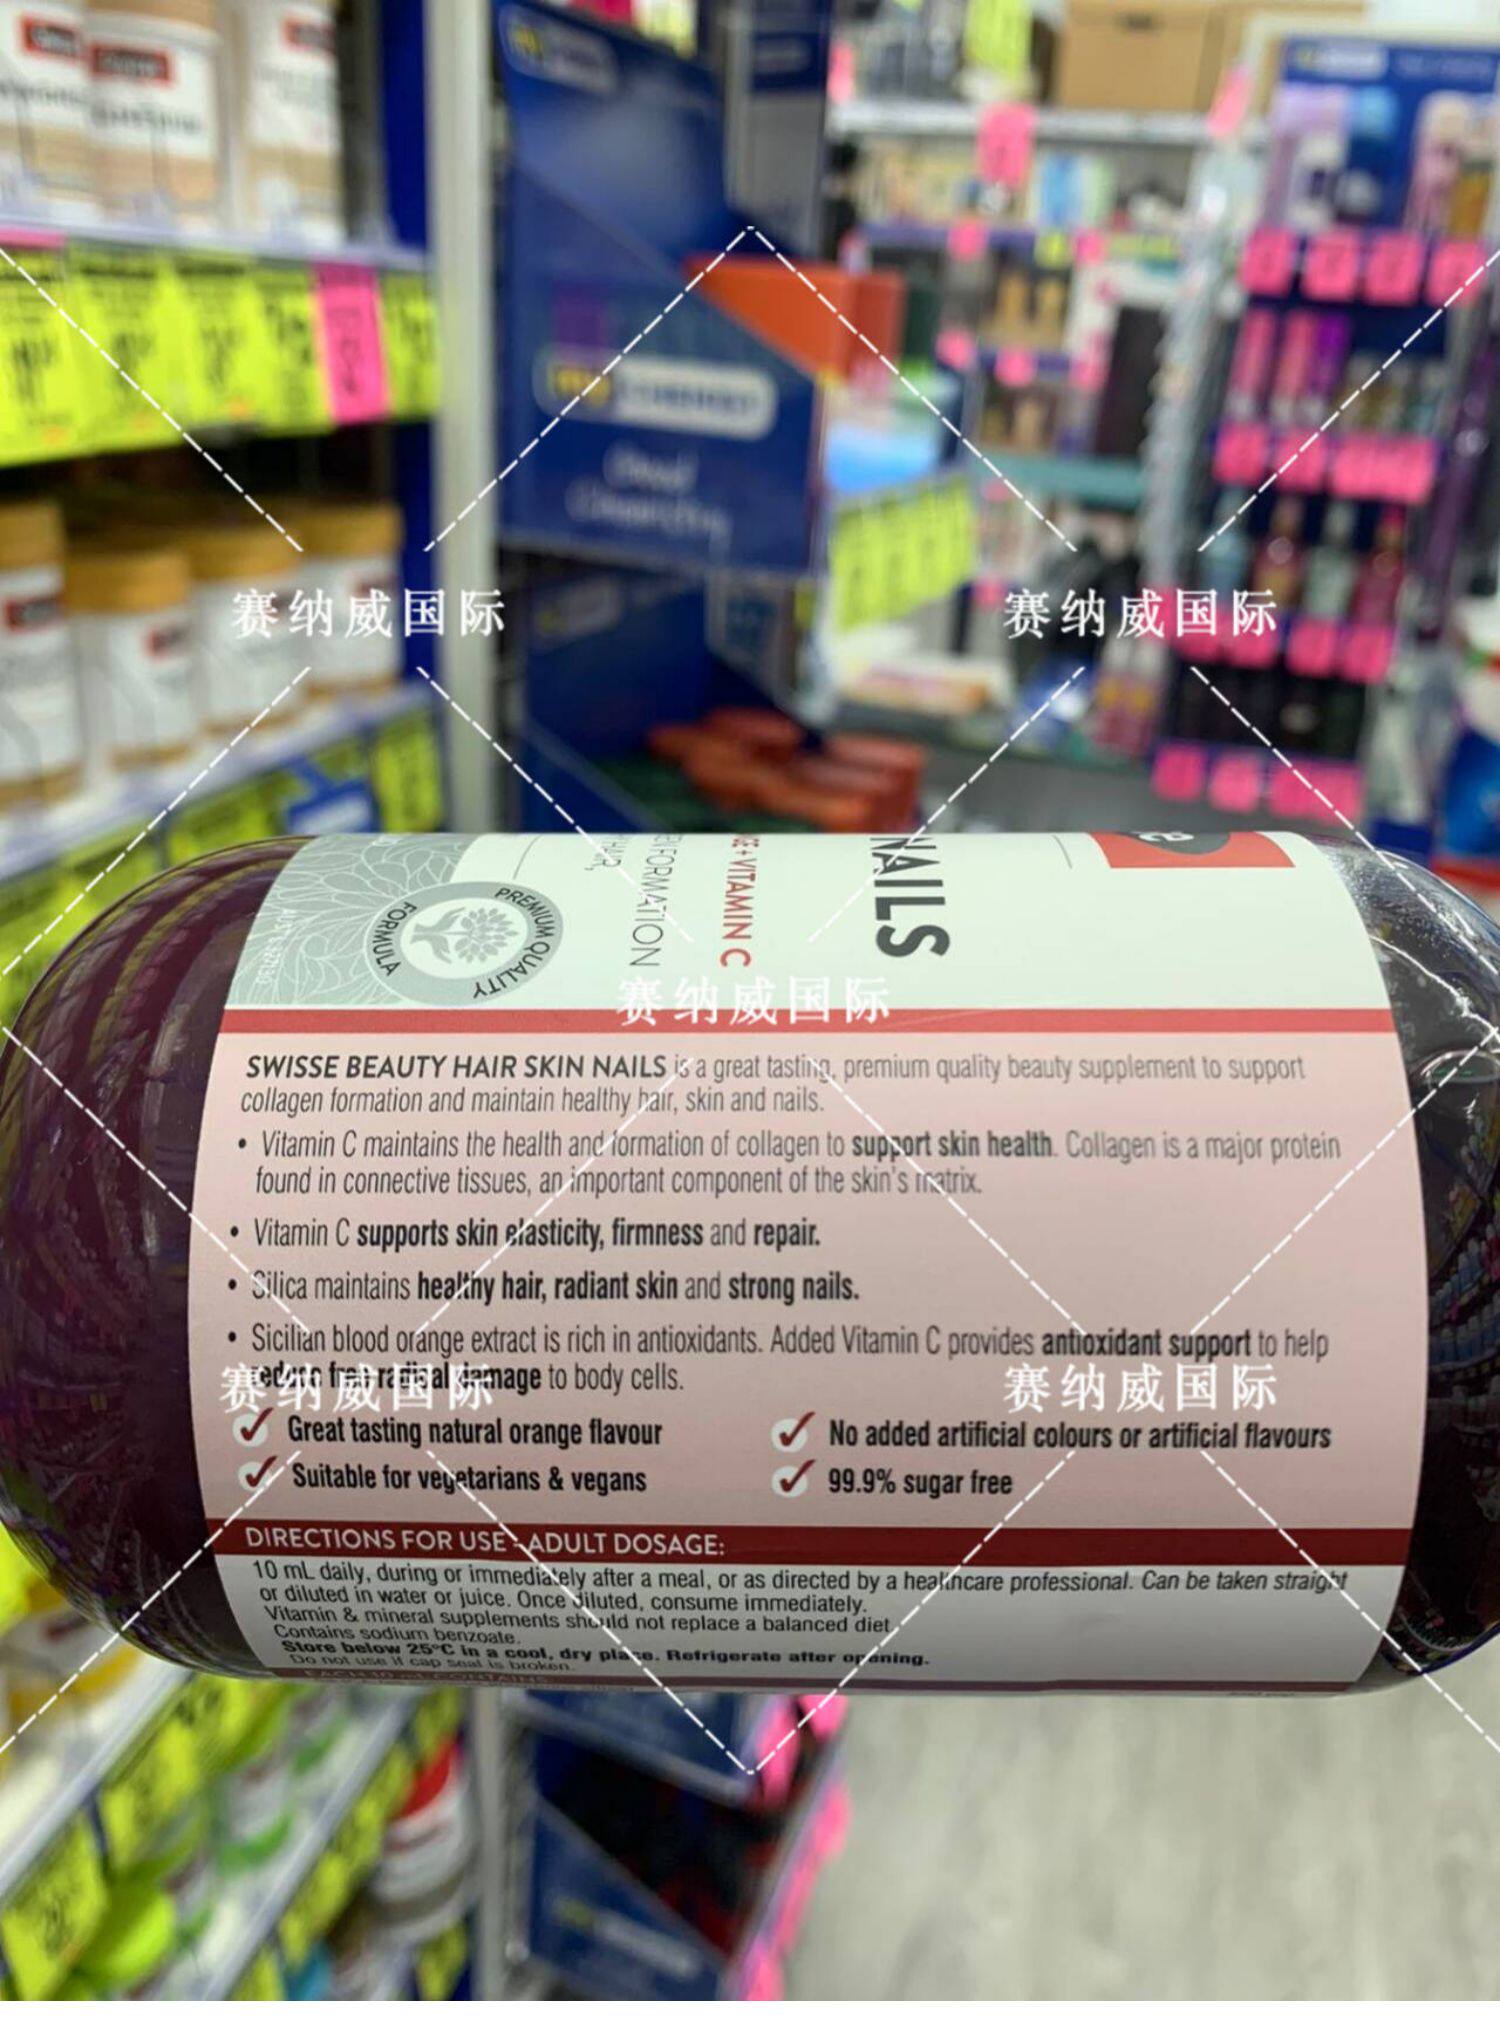 赛纳威国际
赛纳威国际
NAILS
+ VITAMIN C
FORMATION
HAIR,
PREMIUM QUALITY
FORMULA
赛纳威国际
SWISSE BEAUTY HAIR SKIN NAILS is a great tasting, premium quality beauty supplement to support
collagen formation and maintain healthy hair, skin and nails.
• Vitamin C maintains the health and formation of collagen to support skin health. Collagen is a major protein
found in connective tissues, an important component of the skin's matrix.
• Vitamin C supports skin elasticity, firmness and repair.
• Silica maintains healthy hair, radiant skin and strong nails.
• Sicilian blood orange extract is rich in antioxidants. Added Vitamin C provides antioxidant support to help
reduce free radical damage to body cells.
赛纳威国际
赛纳威国际
Great tasting natural orange flavour
No added artificial colours or artificial flavours
Suitable for vegetarians & vegans
99.9% sugar free
DIRECTIONS FOR USE - ADULT DOSAGE:
10 mL daily, during or immediately after a meal, or as directed by a healthcare professional. Can be taken straight
or diluted in water or juice. Once diluted, consume immediately.
Vitamin & mineral supplements should not replace a balanced diet.
Contains sodium benzoate.
Store below 25°C in a cool, dry place. Refrigerate after opening.
Do not use if cap seal is broken.
EACH 10 mL CONTAINS: